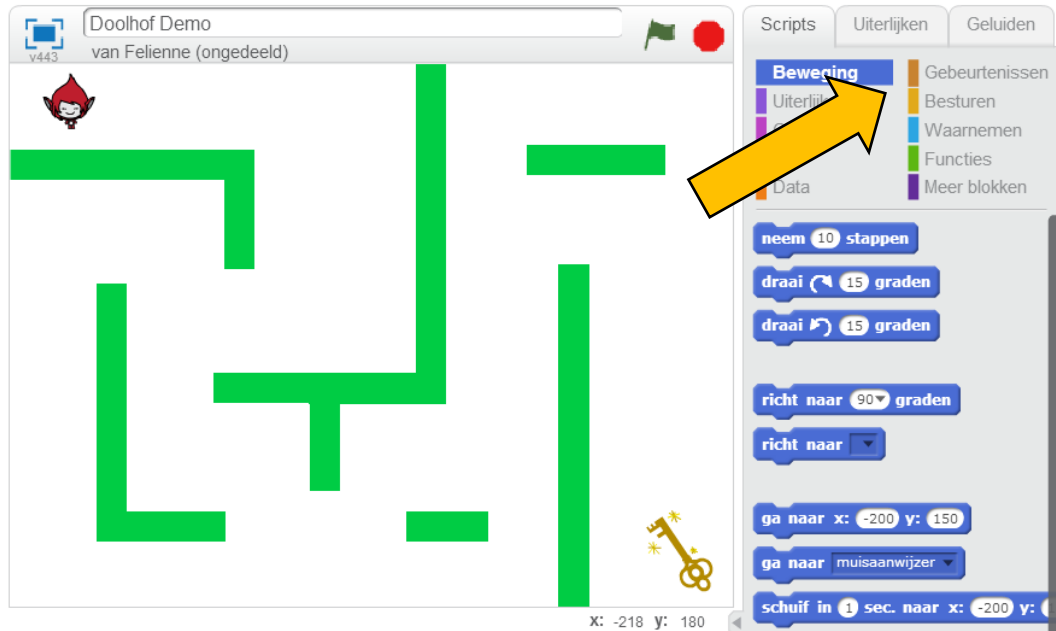 Doolhof Demo
van Felienne (ongedeeld)
v443
Scripts
Uiterlijken
Geluiden
Beweging
Gebeurtenissen
Besturen
Waarnemen
Functies
Data
Meer blokken
neem 10 stappen
draai 15 graden
draai 15 graden
richt naar 90 graden
richt naar
ga naar x: -200 y: 150
ga naar muisaanwijzer
schuif in 1 sec. naar x: -200 y:
x: -218 y: 180